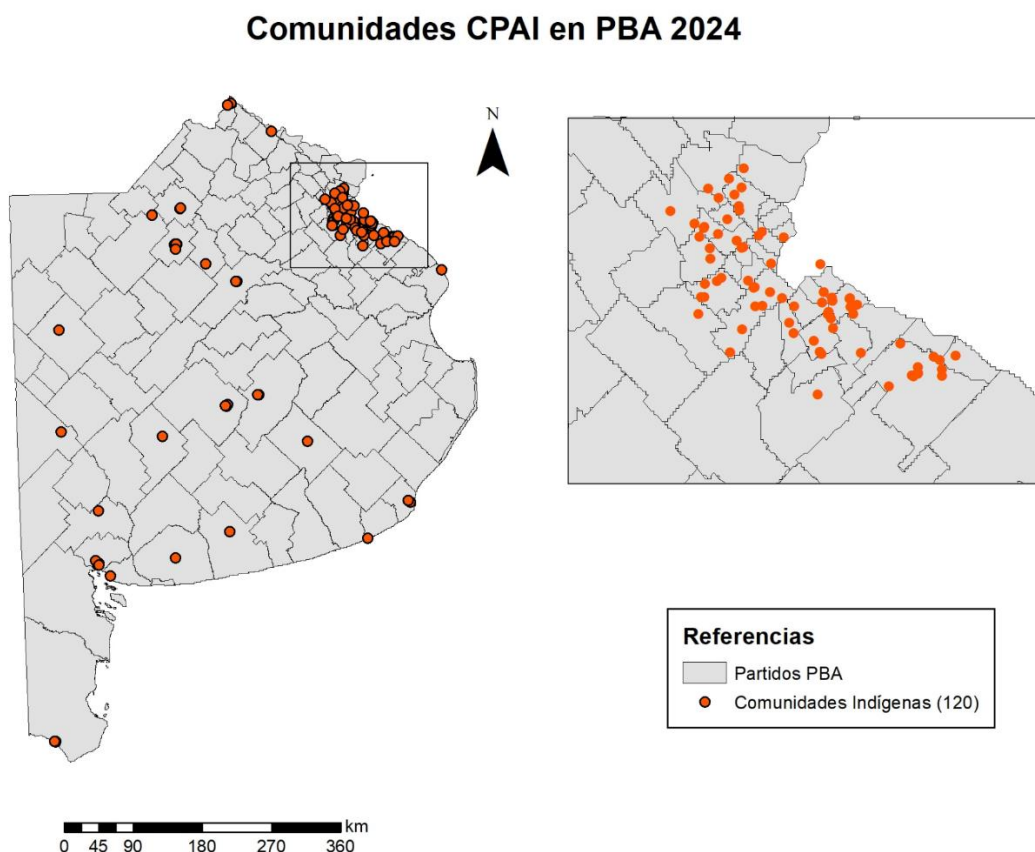 Comunidades CPAI en PBA 2024
N
Referencias
Partidos PBA
Comunidades Indígenas (120)
km
0 45 90 180 270 360